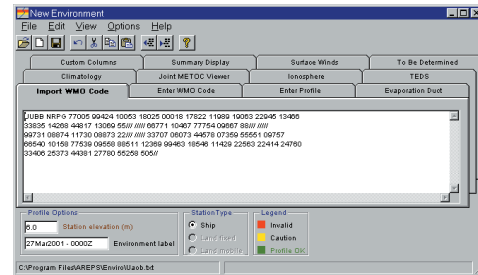 New Environment
File Edit View Options Help
Custom Columns Summary Display Surface Winds To Be Determined
Climatology Joint METOC Viewer Ionosphere TEDS
Import WMO Code Enter WMO Code Enter Profile Evaporation Duct
UUBB NRPG 77005 99424 10053 18025 00018 17822 11989 19063 22945 13466
33835 14268 44817 13069 55/// ///// 66771 10467 77754 09667 88/// /////
99731 08874 11730 08873 22/// ///// 33707 06073 44578 07359 55551 09757
66540 10158 77539 09558 88511 12369 99463 18546 11429 22563 22414 24760
33406 25373 44381 27780 55258 505//
Profile Options StationType Legend
6.0 Station elevation (m) Ship Invalid
Land fixed Caution
27Mar2001 - 0000Z Environment label Land mobile Profile OK
C:\Program Files\AREPS\Enviro\Uaob.txt